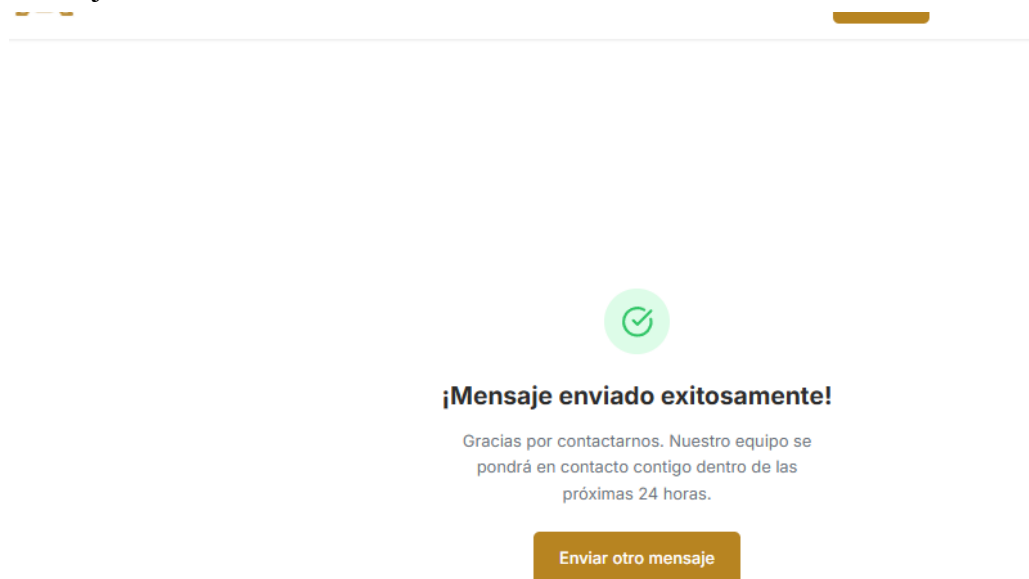 ¡Mensaje enviado exitosamente!
Gracias por contactarnos. Nuestro equipo se
pondrá en contacto contigo dentro de las
próximas 24 horas.
Enviar otro mensaje